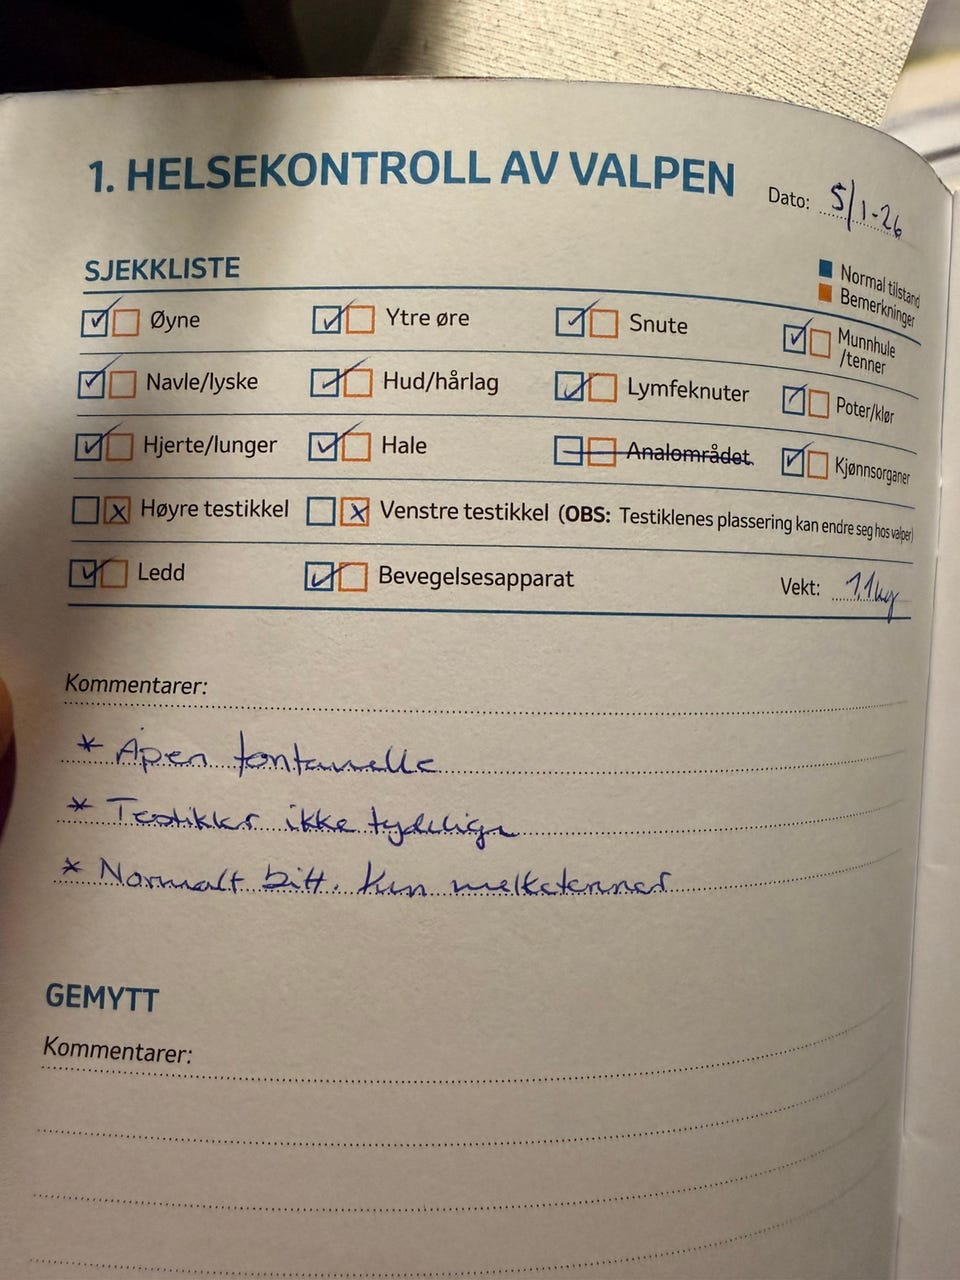 1. HELSEKONTROLL AV VALPEN Dato: 5/1-26
SJEKKLISTE
Normal tilstand
Bemerkninger
Øyne Ytre øre Snute Munnhule /tenner
Navle/lyske Hud/hårlag Lymfeknuter Poter/klør
Hjerte/lunger Hale Analområdet Kjønnsorganer
Høyre testikkel Venstre testikkel (OBS: Testiklenes plassering kan endre seg hos valper)
Ledd Bevegelsesapparat Vekt: 1,1 kg
Kommentarer:
* Åpen fontanelle
* Testikler ikke tydelige
* Normalt bitt. Kun melketenner
GEMYTT
Kommentarer: